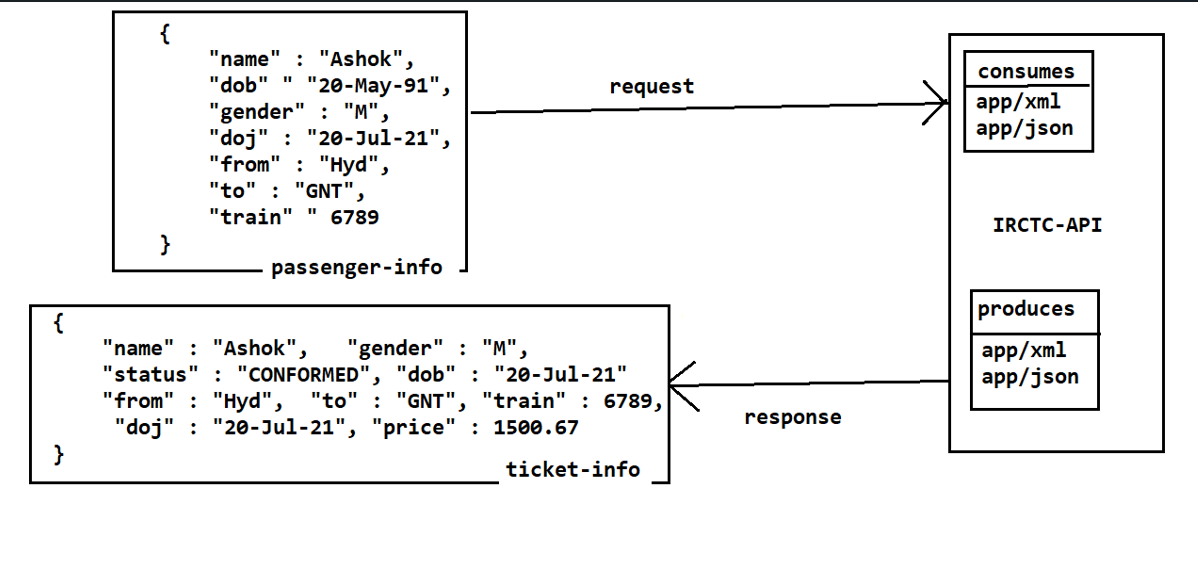 {
"name" : "Ashok",
"dob" " "20-May-91",
"gender" : "M",
"doj" : "20-Jul-21",
"from" : "Hyd",
"to" : "GNT",
"train" " 6789
}
passenger-info
request
consumes
app/xml
app/json
IRCTC-API
produces
app/xml
app/json
response
{
"name" : "Ashok", "gender" : "M",
"status" : "CONFORMED", "dob" : "20-Jul-21"
"from" : "Hyd", "to" : "GNT", "train" : 6789,
"doj" : "20-Jul-21", "price" : 1500.67
}
ticket-info